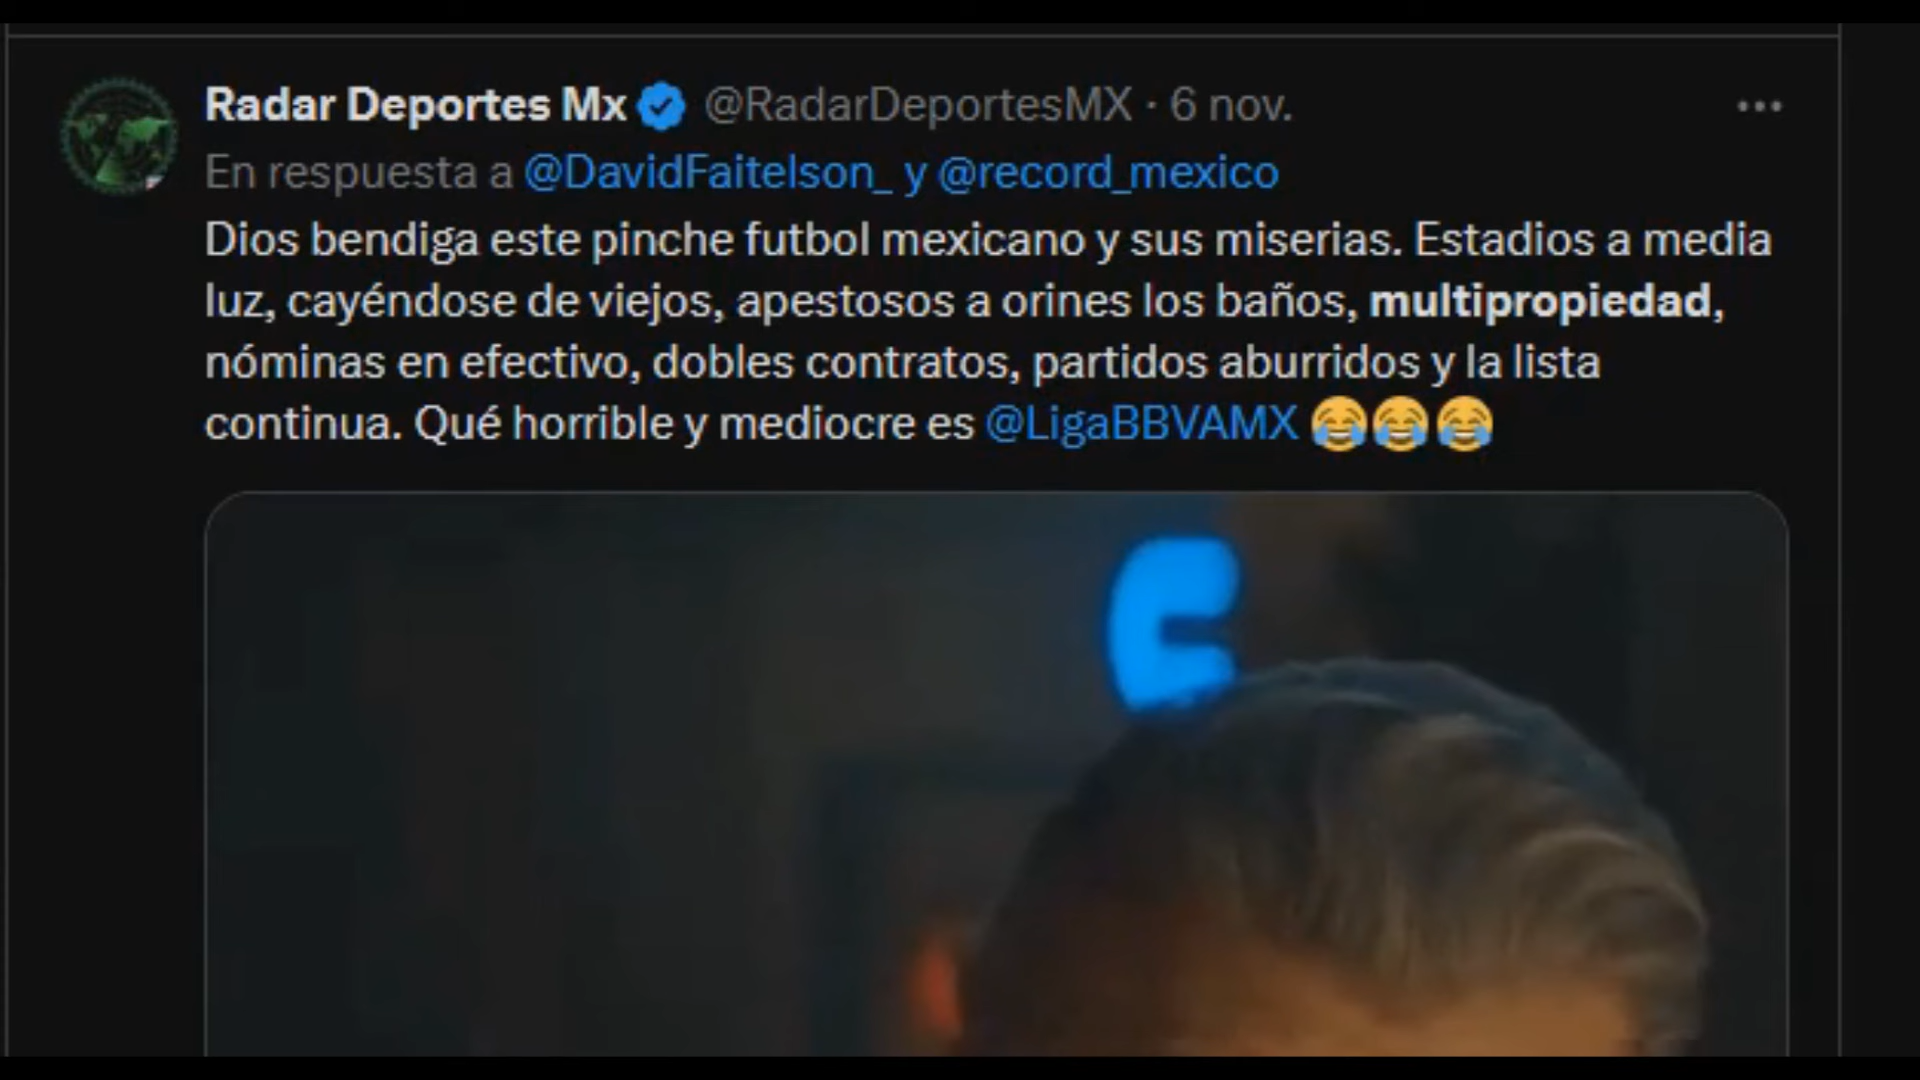 Radar Deportes Mx @RadarDeportesMX · 6 nov.
En respuesta a @DavidFaitelson_ y @record_mexico
Dios bendiga este pinche futbol mexicano y sus miserias. Estadios a media
luz, cayéndose de viejos, apestosos a orines los baños, multipropiedad,
nóminas en efectivo, dobles contratos, partidos aburridos y la lista
continua. Qué horrible y mediocre es @LigaBBVAMX 😂😂😂